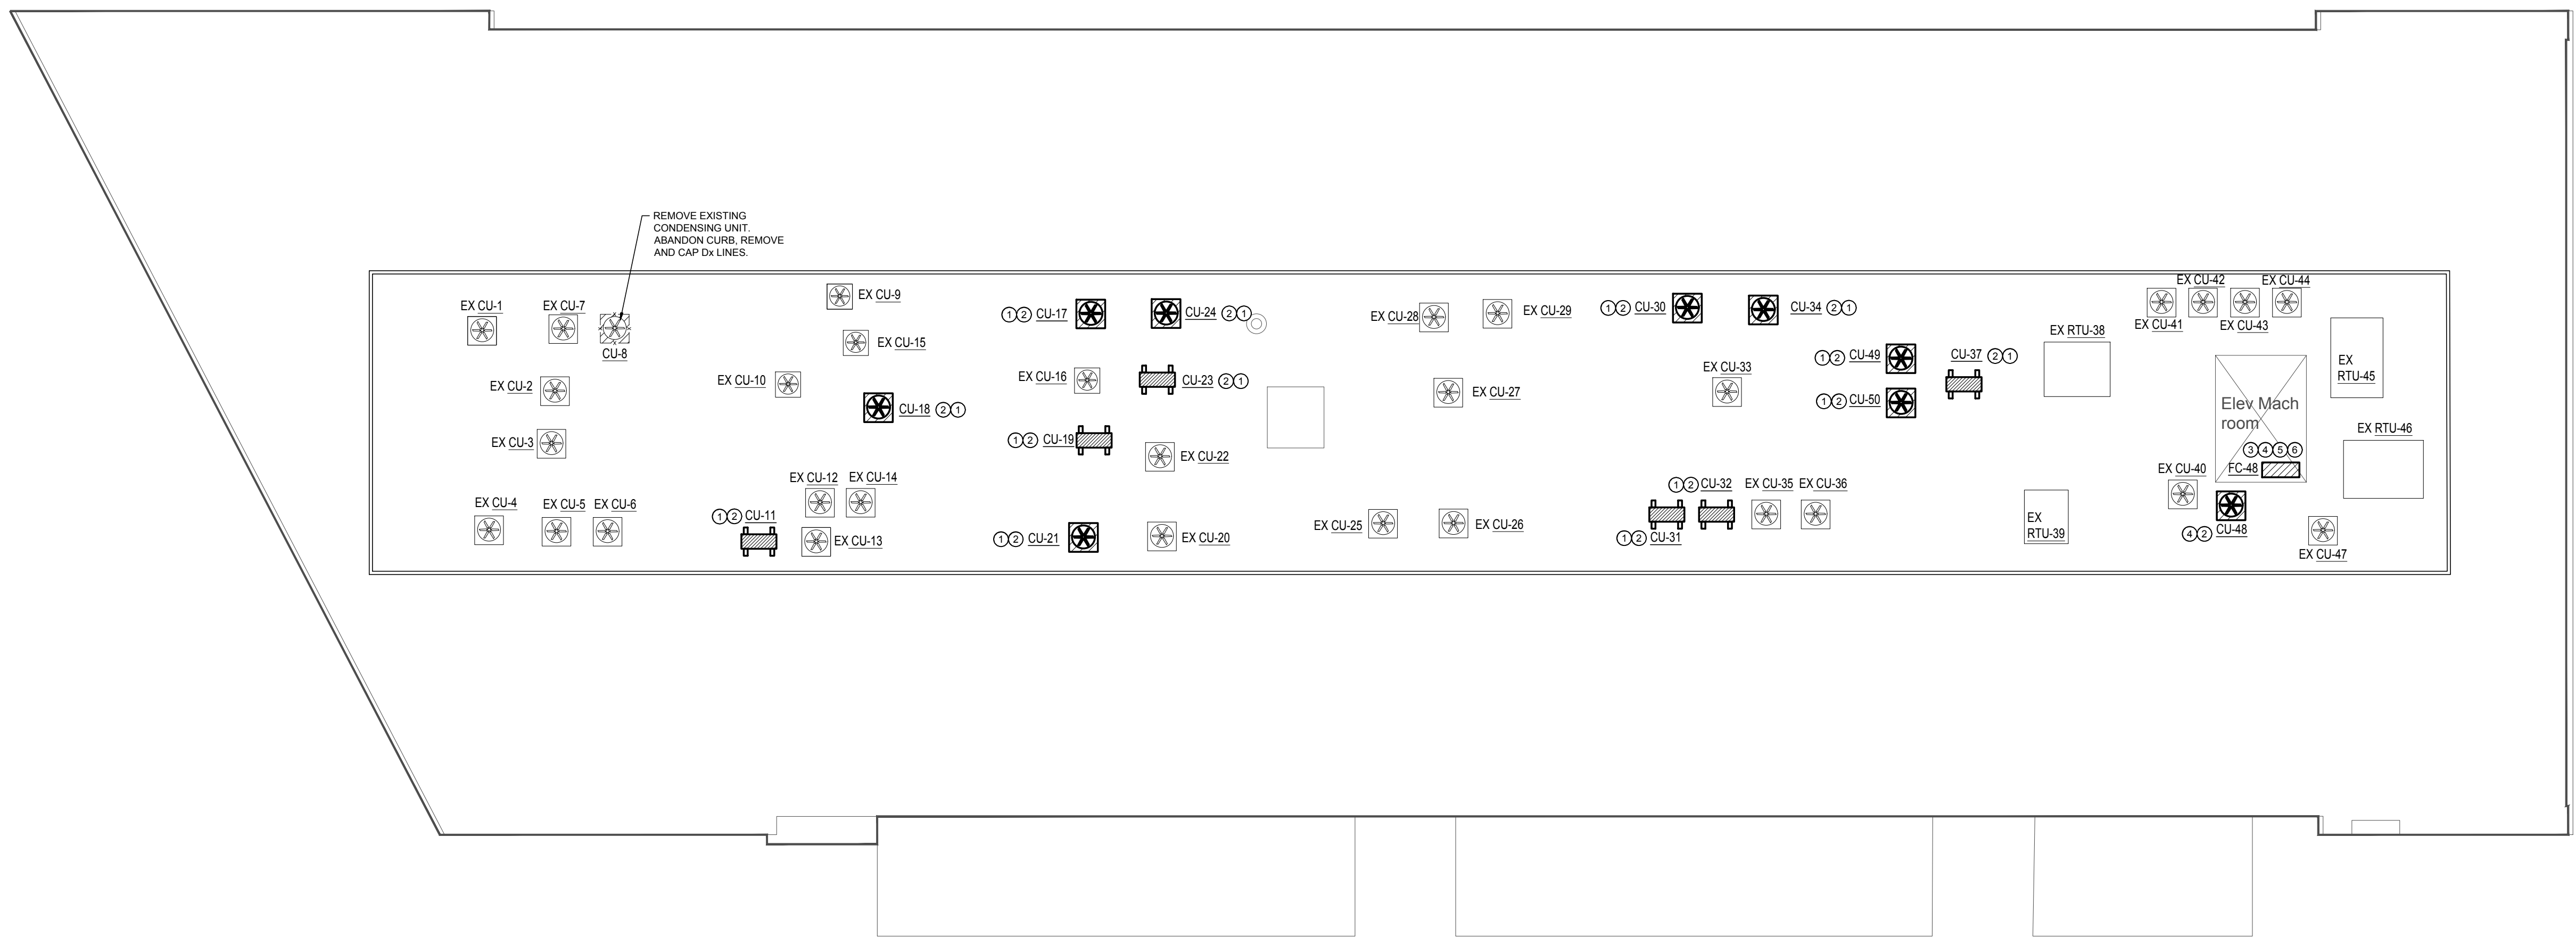 REMOVE EXISTING
CONDENSING UNIT.
ABANDON CURB, REMOVE
AND CAP Dx LINES.
EX CU-1
EX CU-7
CU-8
EX CU-2
EX CU-3
EX CU-4
EX CU-5
EX CU-6
EX CU-9
EX CU-15
EX CU-10
CU-18 2 1
EX CU-12
EX CU-14
1 2 CU-11
EX CU-13
1 2 CU-17
CU-24 2 1
EX CU-16
CU-23 2 1
1 2 CU-19
EX CU-22
1 2 CU-21
EX CU-20
EX CU-28
EX CU-29
EX CU-27
EX CU-25
EX CU-26
1 2 CU-30
CU-34 2 1
EX CU-33
1 2 CU-32
EX CU-35
EX CU-36
1 2 CU-31
1 2 CU-49
CU-37 2 1
1 2 CU-50
EX RTU-38
EX
RTU-39
EX CU-42
EX CU-44
EX CU-41
EX CU-43
EX
RTU-45
Elev Mach
room
EX RTU-46
3 4 5 6
FC-48
EX CU-40
4 2 CU-48
EX CU-47